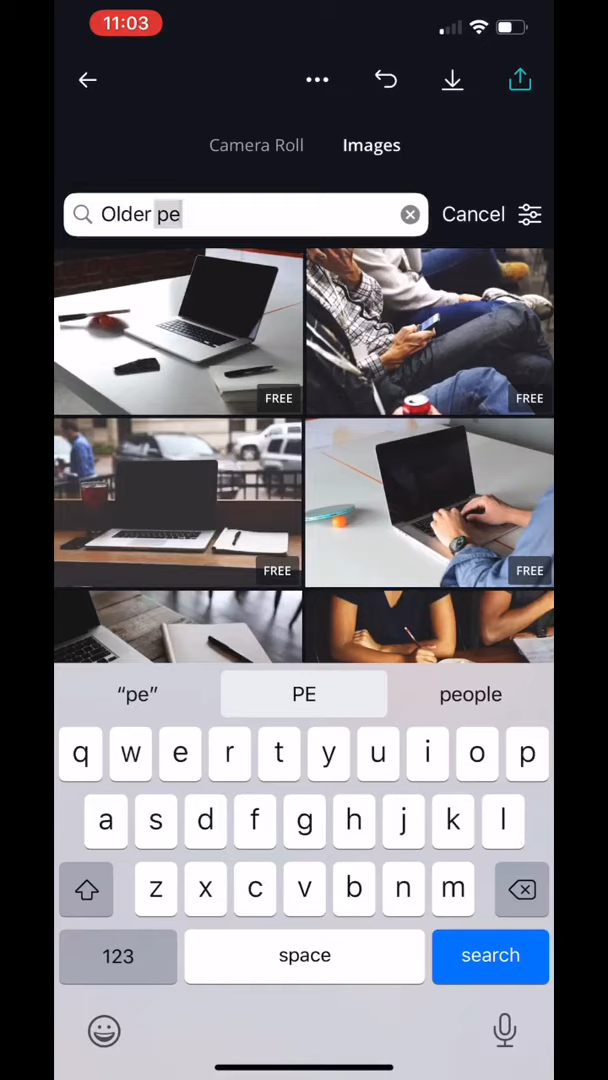 11:03
Camera Roll Images
Older pe Cancel
FREE FREE
FREE FREE
“pe” PE people
q w e r t y u i o p
a s d f g h j k l
z x c v b n m
123 space search